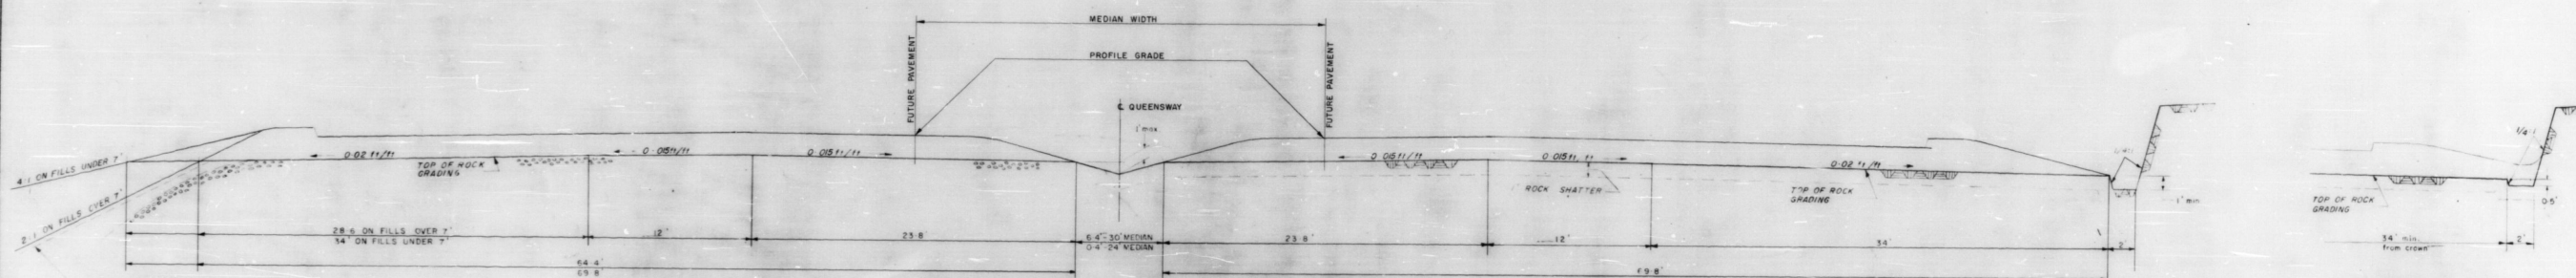 MEDIAN WIDTH
PROFILE GRADE
FUTURE PAVEMENT
FUTURE PAVEMENT
℄ QUEENSWAY
1' max
4:1 ON FILLS UNDER 7'
2:1 ON FILLS OVER 7'
0·02 ft/ft
TOP OF ROCK
GRADING
0·015ft/ft
0·015 ft/ft
0·015 ft/ft
0·015 ft/ft
ROCK SHATTER
0·02 ft/ft
TOP OF ROCK
GRADING
1/4:1
1' min
28·6 ON FILLS OVER 7'
34' ON FILLS UNDER 7'
12'
23·8'
6·4'-30' MEDIAN
0·4'-24' MEDIAN
23·8'
12'
34'
2'
64·4'
69·8'
69·8'
1/4:1
TOP OF ROCK
GRADING
0·5'
34' min.
from crown
2'